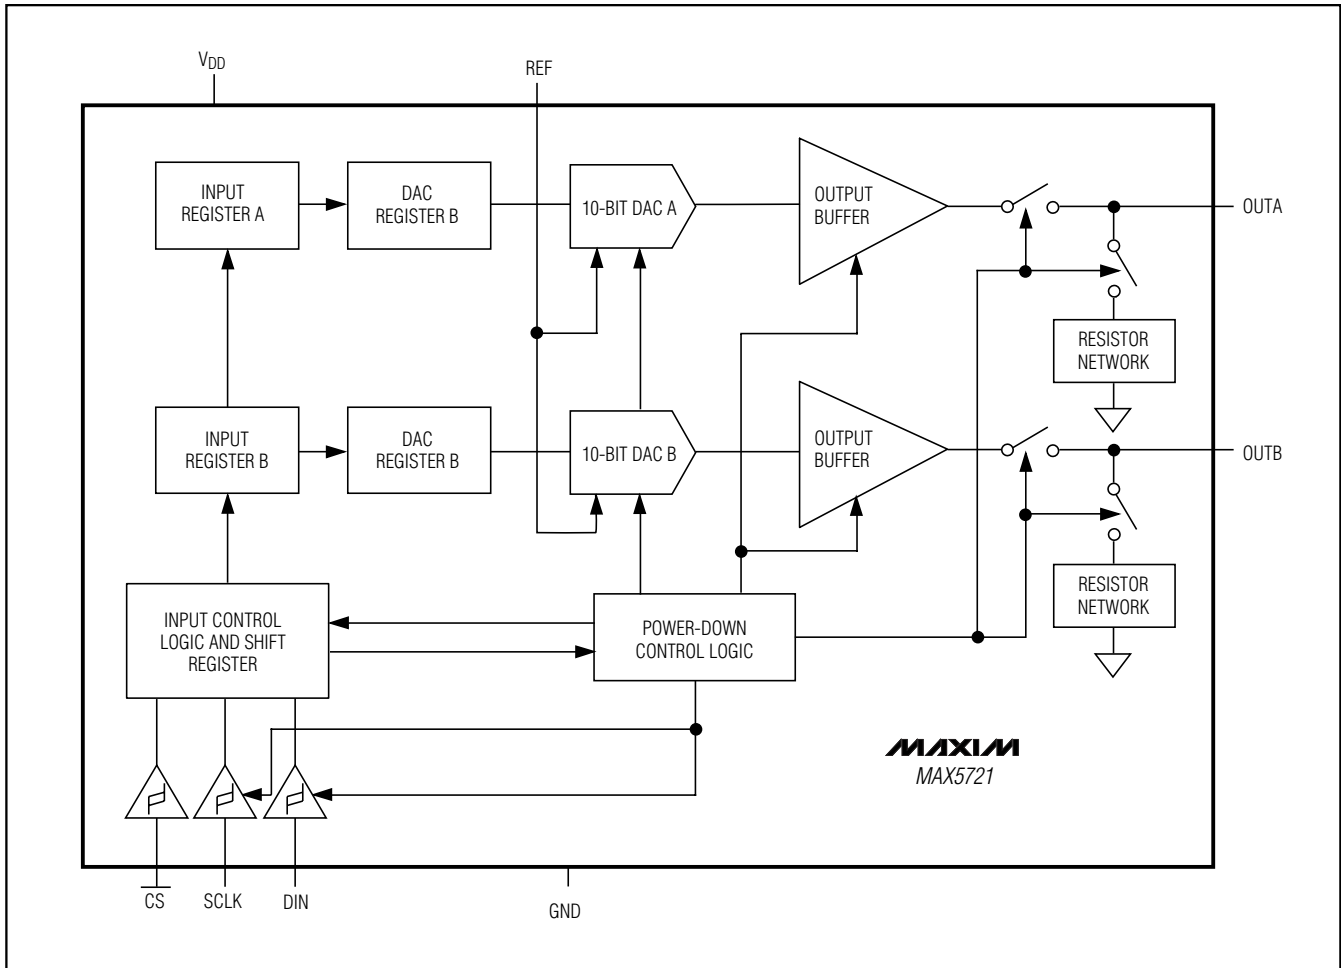 VDD
REF
INPUT
REGISTER A
DAC
REGISTER B
10-BIT DAC A
OUTPUT
BUFFER
OUTA
RESISTOR
NETWORK
INPUT
REGISTER B
DAC
REGISTER B
10-BIT DAC B
OUTPUT
BUFFER
OUTB
RESISTOR
NETWORK
INPUT CONTROL
LOGIC AND SHIFT
REGISTER
POWER-DOWN
CONTROL LOGIC
MAXIM
MAX5721
CS
SCLK
DIN
GND